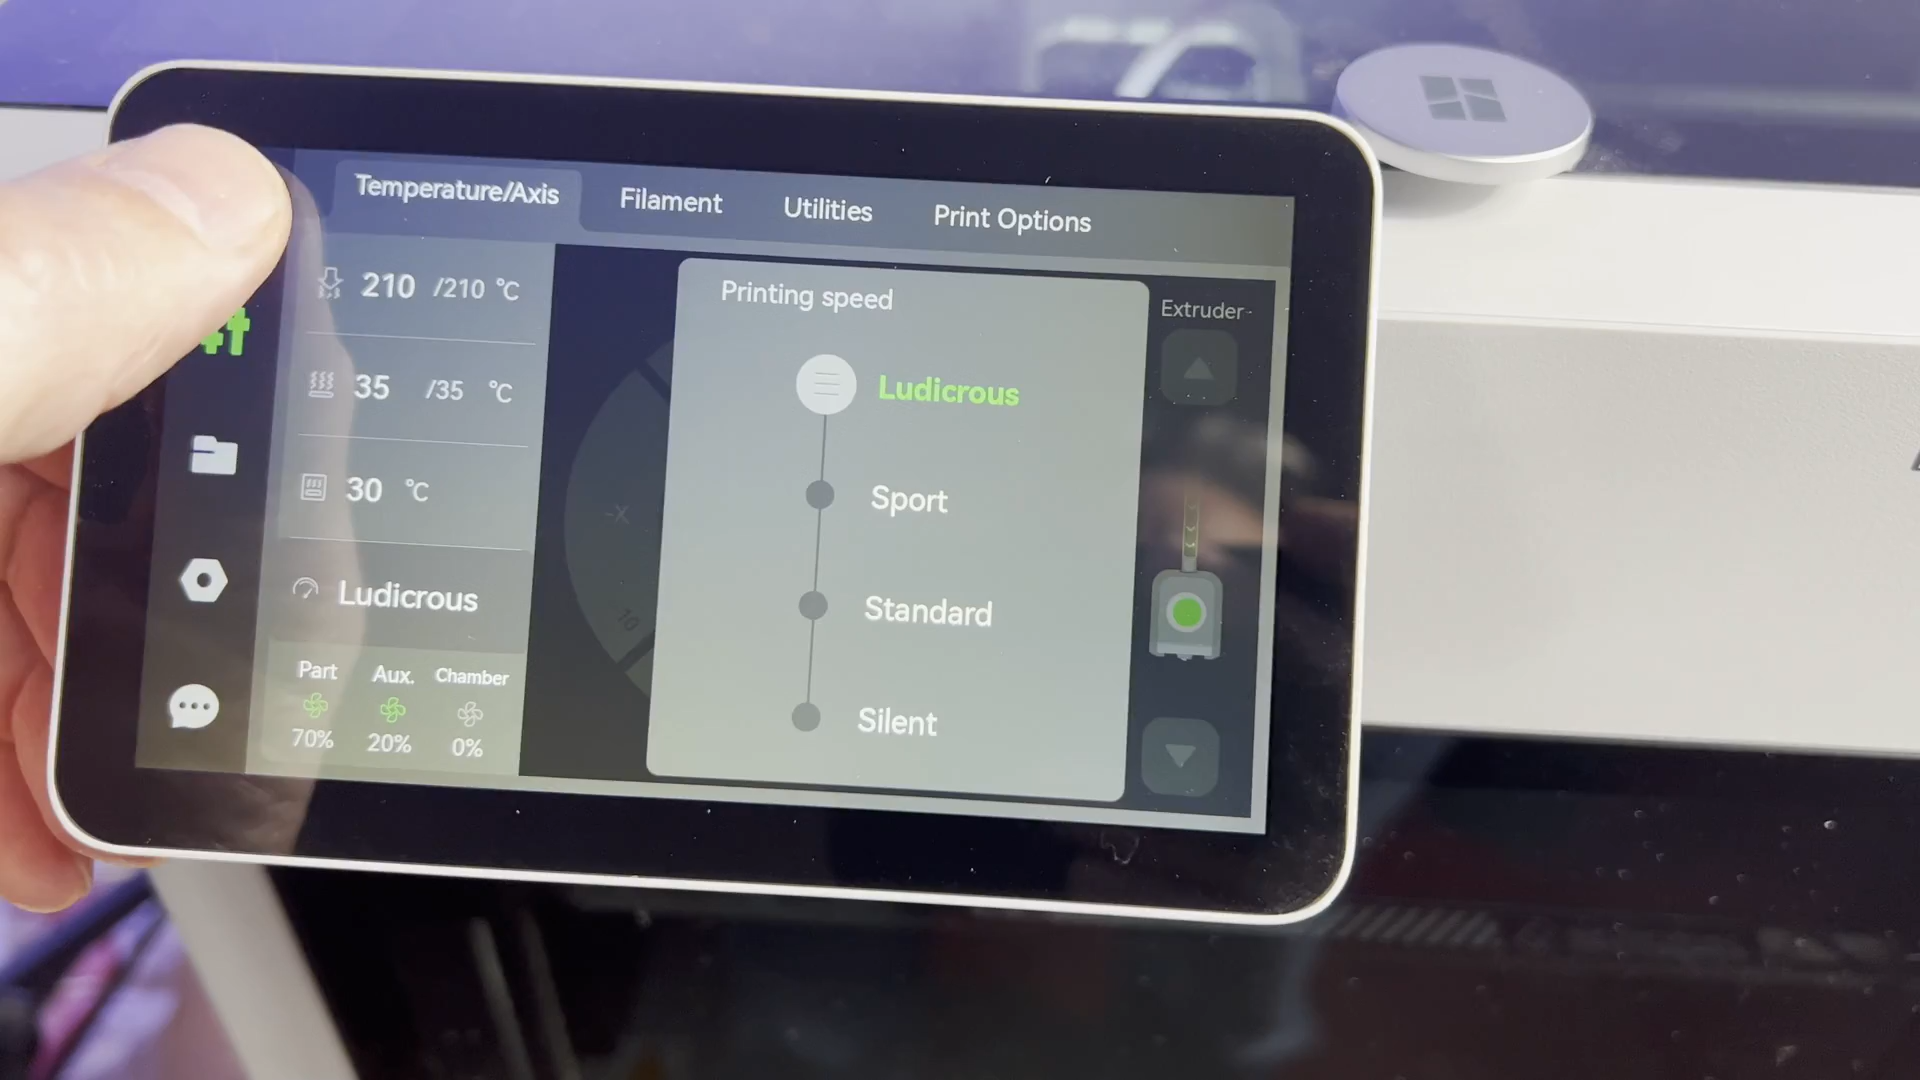 Temperature/Axis Filament Utilities Print Options
210 /210 °C
35 /35 °C
30 °C
Ludicrous
Part Aux. Chamber
70% 20% 0%
-X
10
Printing speed
Ludicrous
Sport
Standard
Silent
Extruder